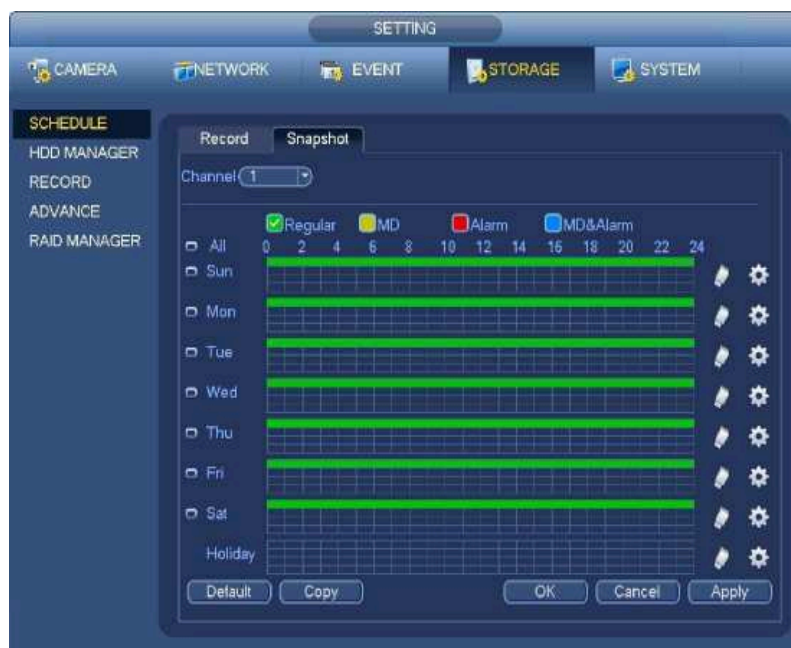 SETTING
CAMERA NETWORK EVENT STORAGE SYSTEM
SCHEDULE
HDD MANAGER
RECORD
ADVANCE
RAID MANAGER
Record Snapshot
Channel 1
Regular MD Alarm MD&Alarm
All 0 2 4 6 8 10 12 14 16 18 20 22 24
Sun
Mon
Tue
Wed
Thu
Fri
Sat
Holiday
Default Copy OK Cancel Apply